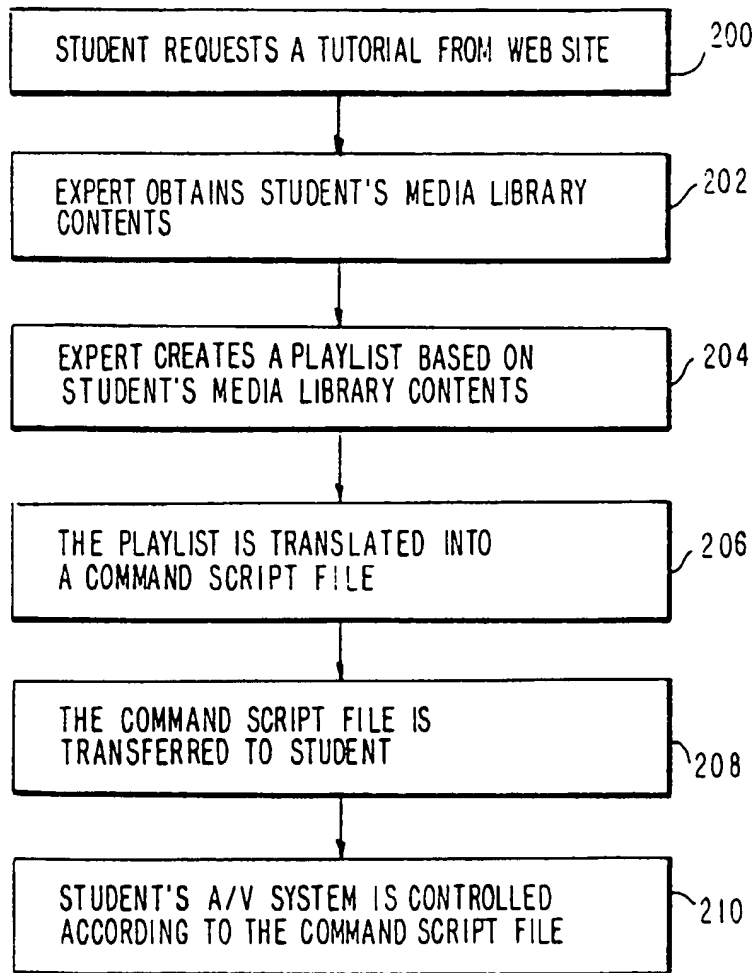 STUDENT REQUESTS A TUTORIAL FROM WEB SITE
200
EXPERT OBTAINS STUDENT'S MEDIA LIBRARY
CONTENTS
202
EXPERT CREATES A PLAYLIST BASED ON
STUDENT'S MEDIA LIBRARY CONTENTS
204
THE PLAYLIST IS TRANSLATED INTO
A COMMAND SCRIPT FILE
206
THE COMMAND SCRIPT FILE IS
TRANSFERRED TO STUDENT
208
STUDENT'S A/V SYSTEM IS CONTROLLED
ACCORDING TO THE COMMAND SCRIPT FILE
210